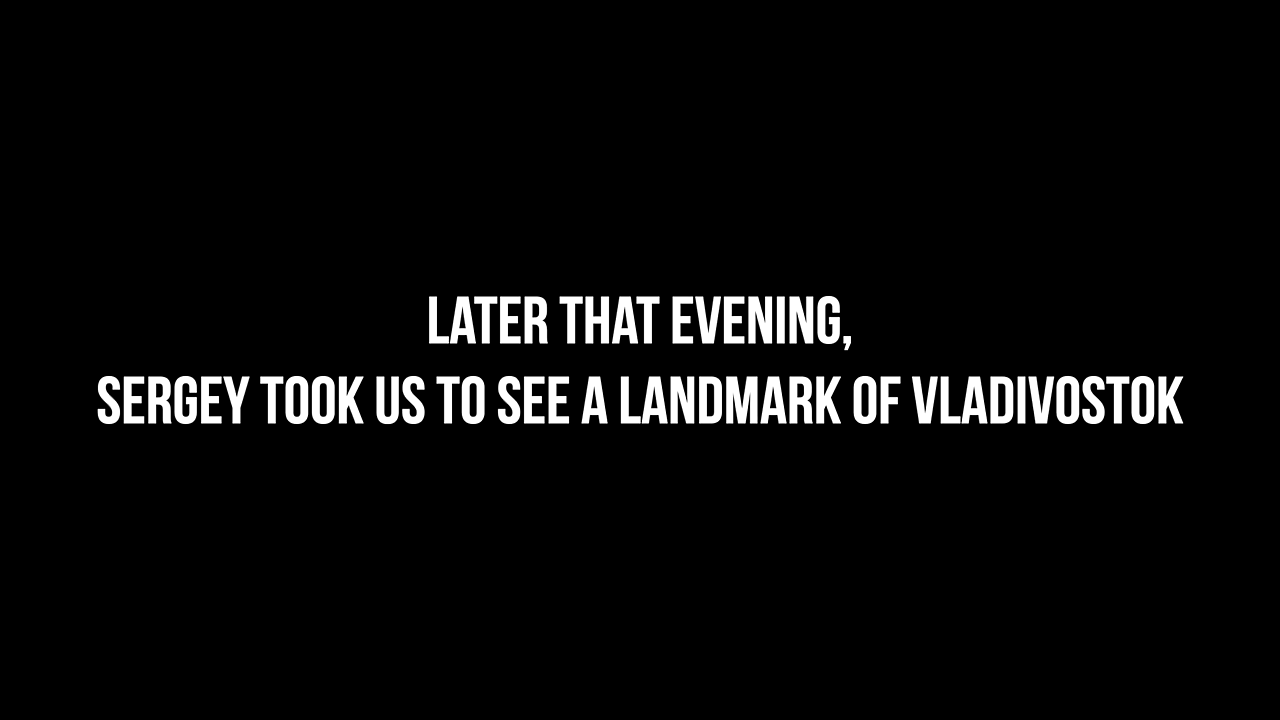 LATER THAT EVENING,
SERGEY TOOK US TO SEE A LANDMARK OF VLADIVOSTOK